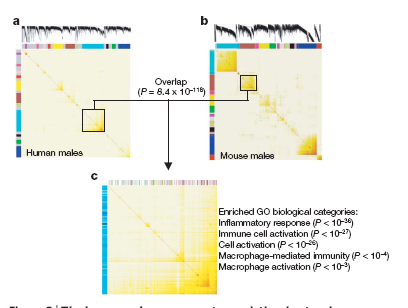 a
b
Overlap
(P = 6.4 x 10–118)
Human males
Mouse males
c
Enriched GO biological categories:
Inflammatory response (P < 10–36)
Immune cell activation (P < 10–27)
Cell activation (P < 10–26)
Macrophage-mediated immunity (P < 10–4)
Macrophage activation (P < 10–3)